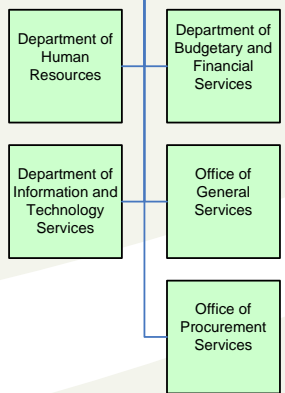 Department of
Human
Resources
Department of
Budgetary and
Financial
Services
Department of
Information and
Technology
Services
Office of
General
Services
Office of
Procurement
Services